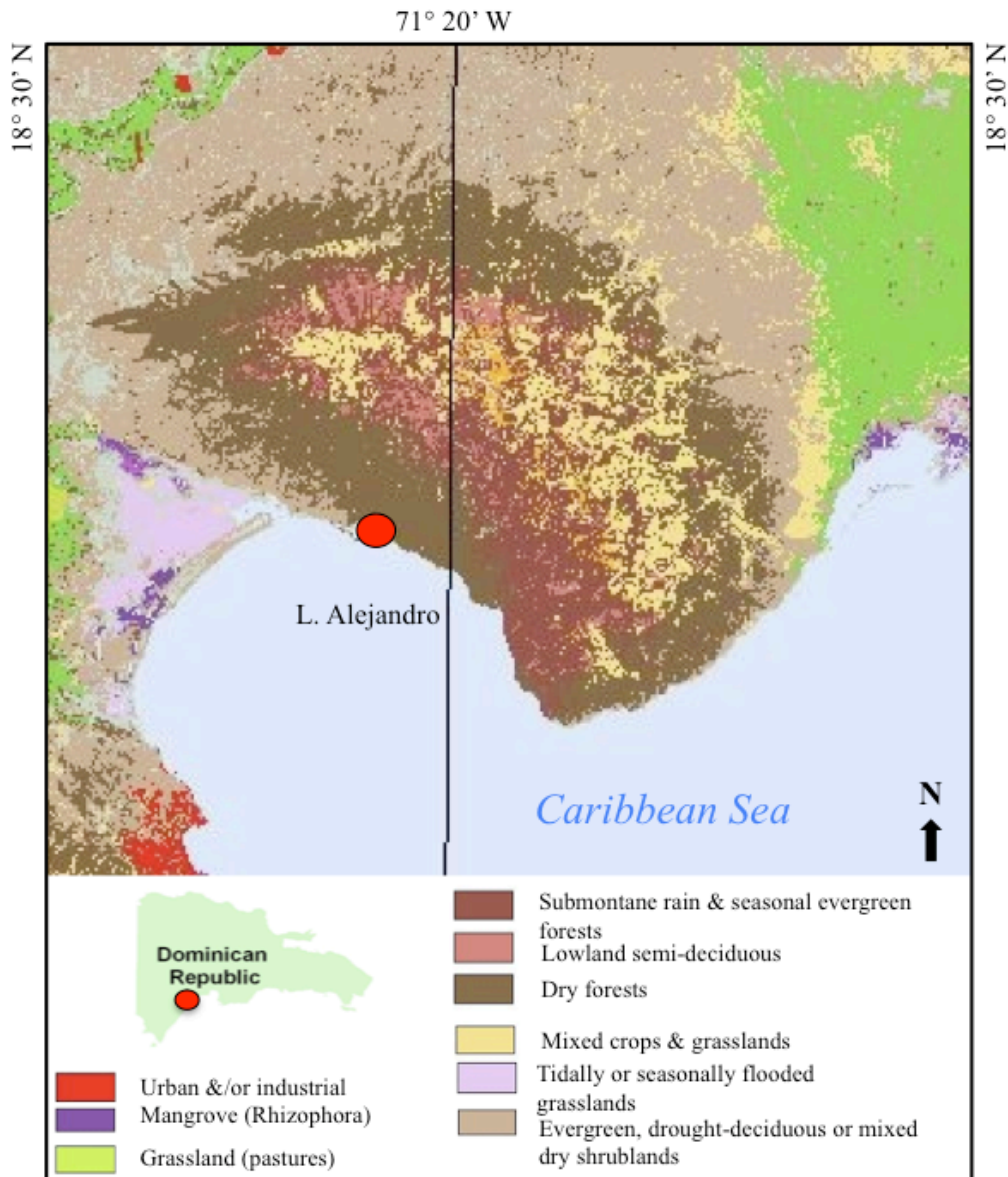 71° 20’ W
18° 30’ N
18° 30’ N
L. Alejandro
Caribbean Sea
N
Dominican
Republic
Urban &/or industrial
Mangrove (Rhizophora)
Grassland (pastures)
Submontane rain & seasonal evergreen
forests
Lowland semi-deciduous
Dry forests
Mixed crops & grasslands
Tidally or seasonally flooded
grasslands
Evergreen, drought-deciduous or mixed
dry shrublands